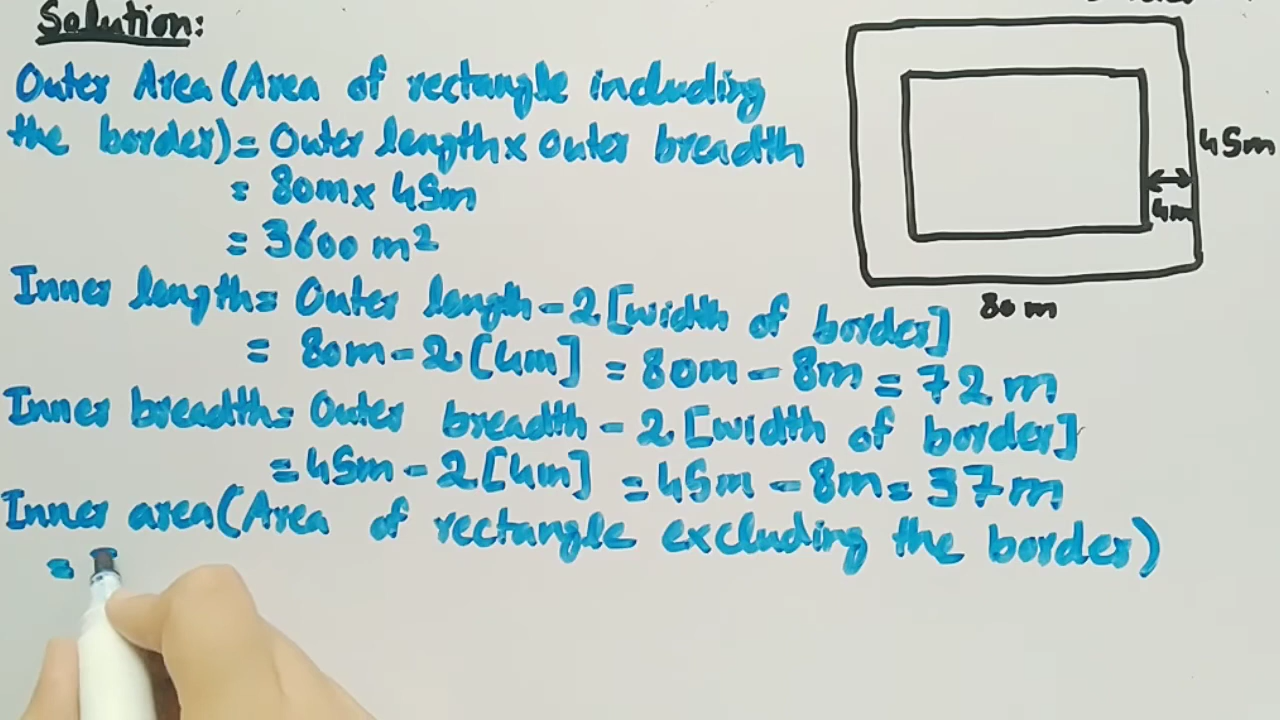 Solution:
Outer Area (Area of rectangle including
the border) = Outer length x outer breadth
= 80m x 45m
= 3600 m²
Inner length = Outer length - 2 [width of border]
= 80m - 2 [4m] = 80m - 8m = 72 m
Inner breadth = Outer breadth - 2 [width of border]
= 45m - 2 [4m] = 45m - 8m = 37 m
Inner area (Area of rectangle excluding the border)
=
45m
4m
80 m